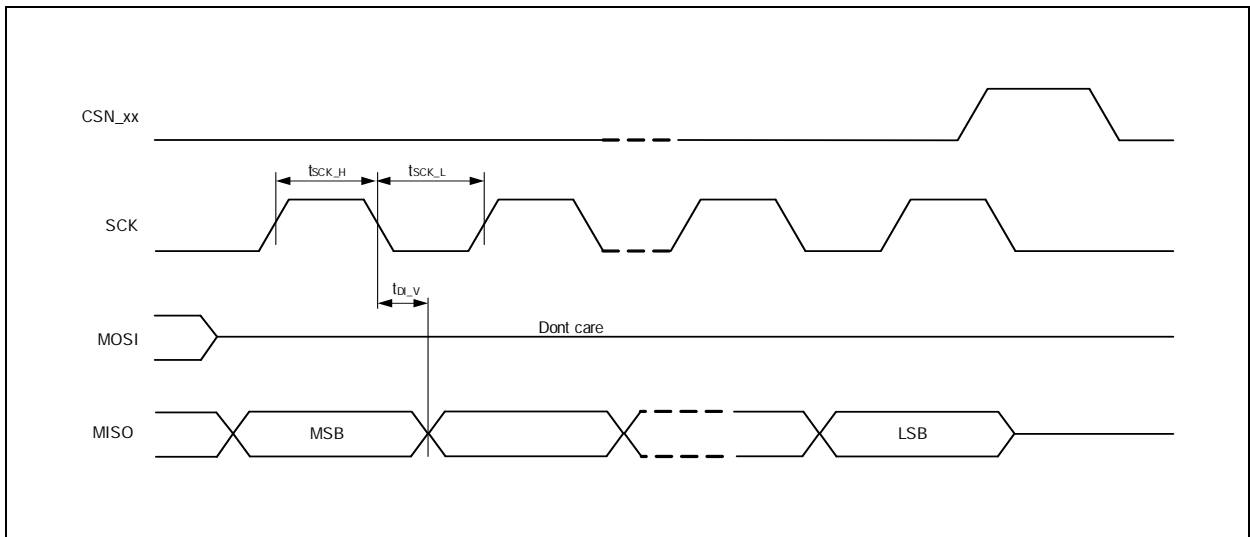 CSN_xx
tSCK_H
tSCK_L
SCK
tDI_V
Dont care
MOSI
MISO
MSB
LSB